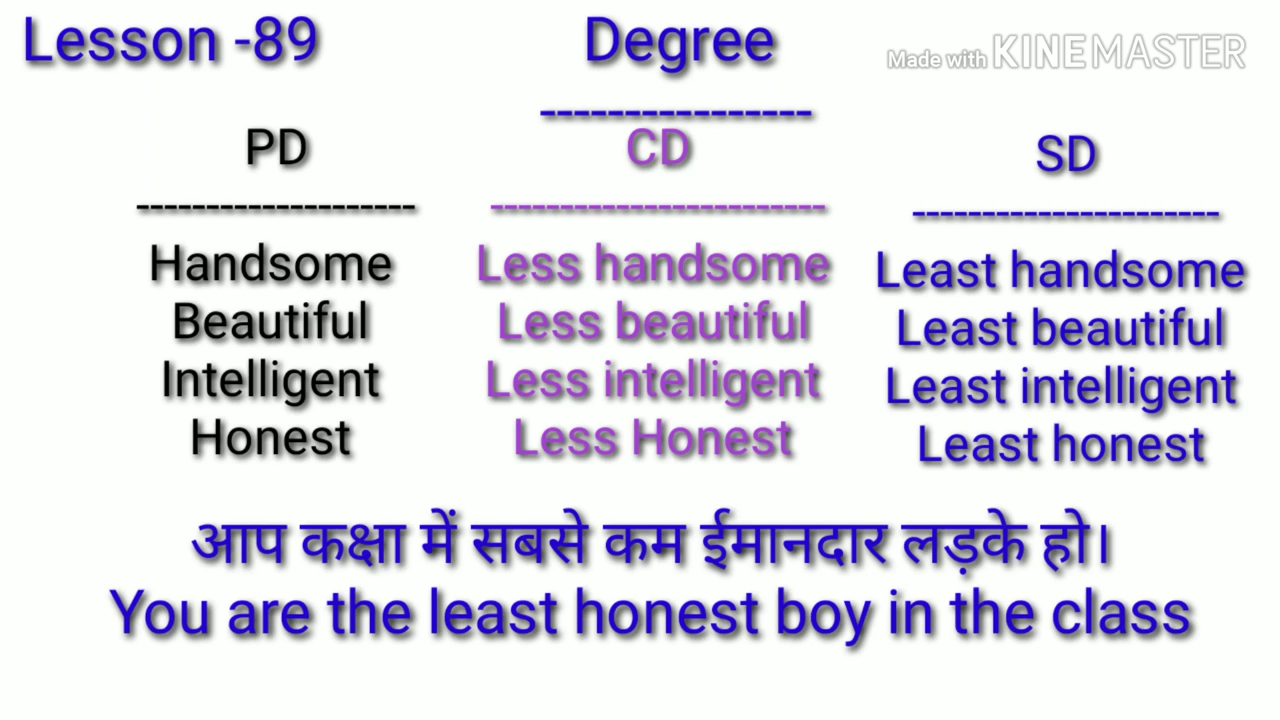 Lesson -89
Degree
Made with KINEMASTER
----------------
PD
CD
SD
--------------------
------------------------
----------------------
Handsome
Less handsome
Least handsome
Beautiful
Less beautiful
Least beautiful
Intelligent
Less intelligent
Least intelligent
Honest
Less Honest
Least honest
आप कक्षा में सबसे कम ईमानदार लड़के हो।
You are the least honest boy in the class